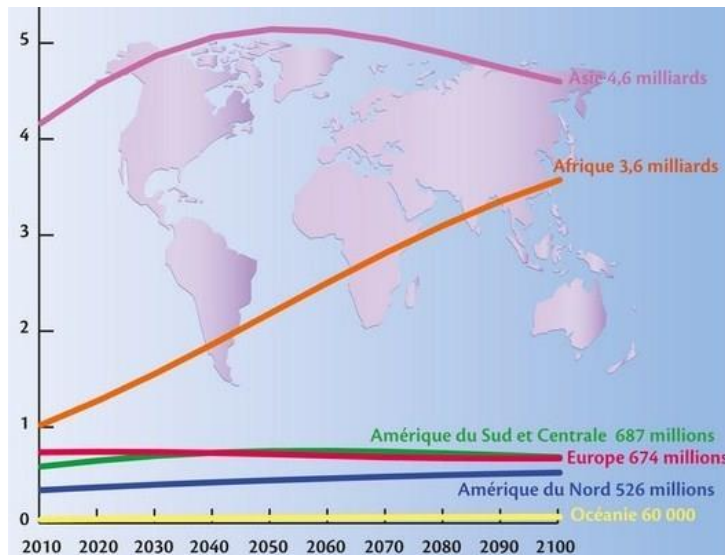 5
Asie 4,6 milliards
4
Afrique 3,6 milliards
3
2
1
Amérique du Sud et Centrale 687 millions
Europe 674 millions
Amérique du Nord 526 millions
Océanie 60 000
0
2010 2020 2030 2040 2050 2060 2070 2080 2090 2100